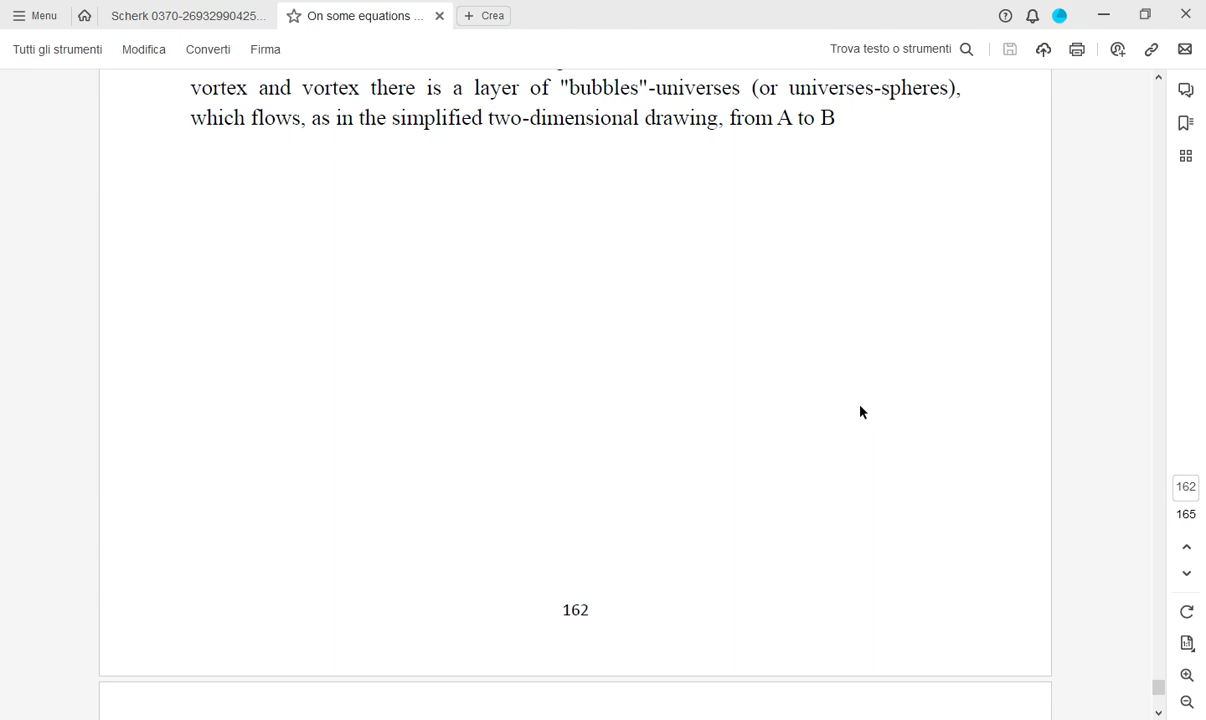 Menu
Scherk 0370-26932990425...
On some equations ...
Crea
Tutti gli strumenti
Modifica
Converti
Firma
Trova testo o strumenti
vortex and vortex there is a layer of "bubbles"-universes (or universes-spheres),
which flows, as in the simplified two-dimensional drawing, from A to B
162
165
162